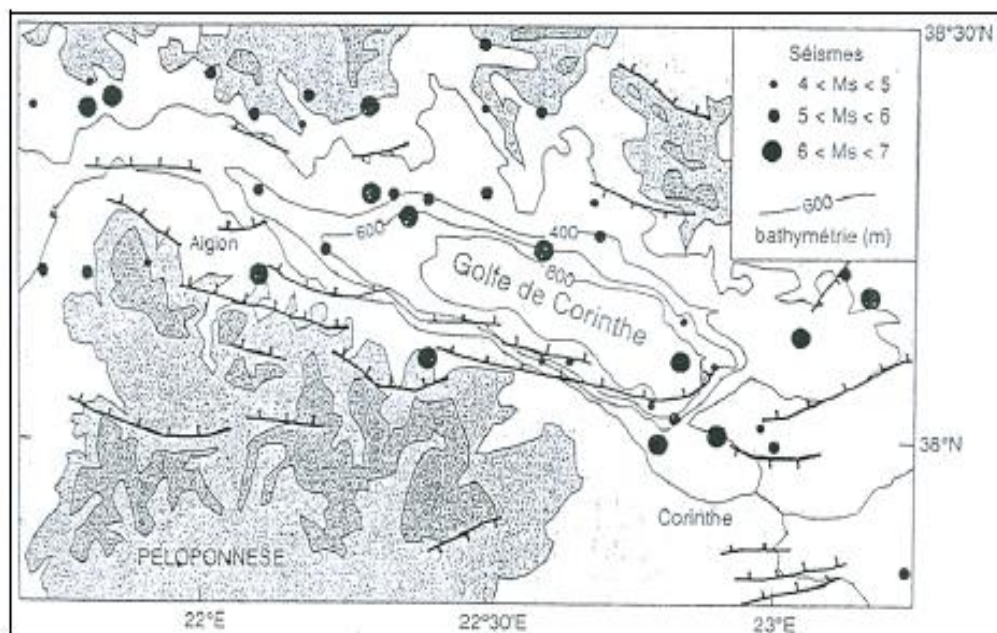 38°30'N
Séismes
4 < Ms < 5
5 < Ms < 6
6 < Ms < 7
600
bathymétrie (m)
Aigion
600
400
800
Golfe de Corinthe
38°N
Corinthe
PELOPONNESE
22°E
22°30'E
23°E